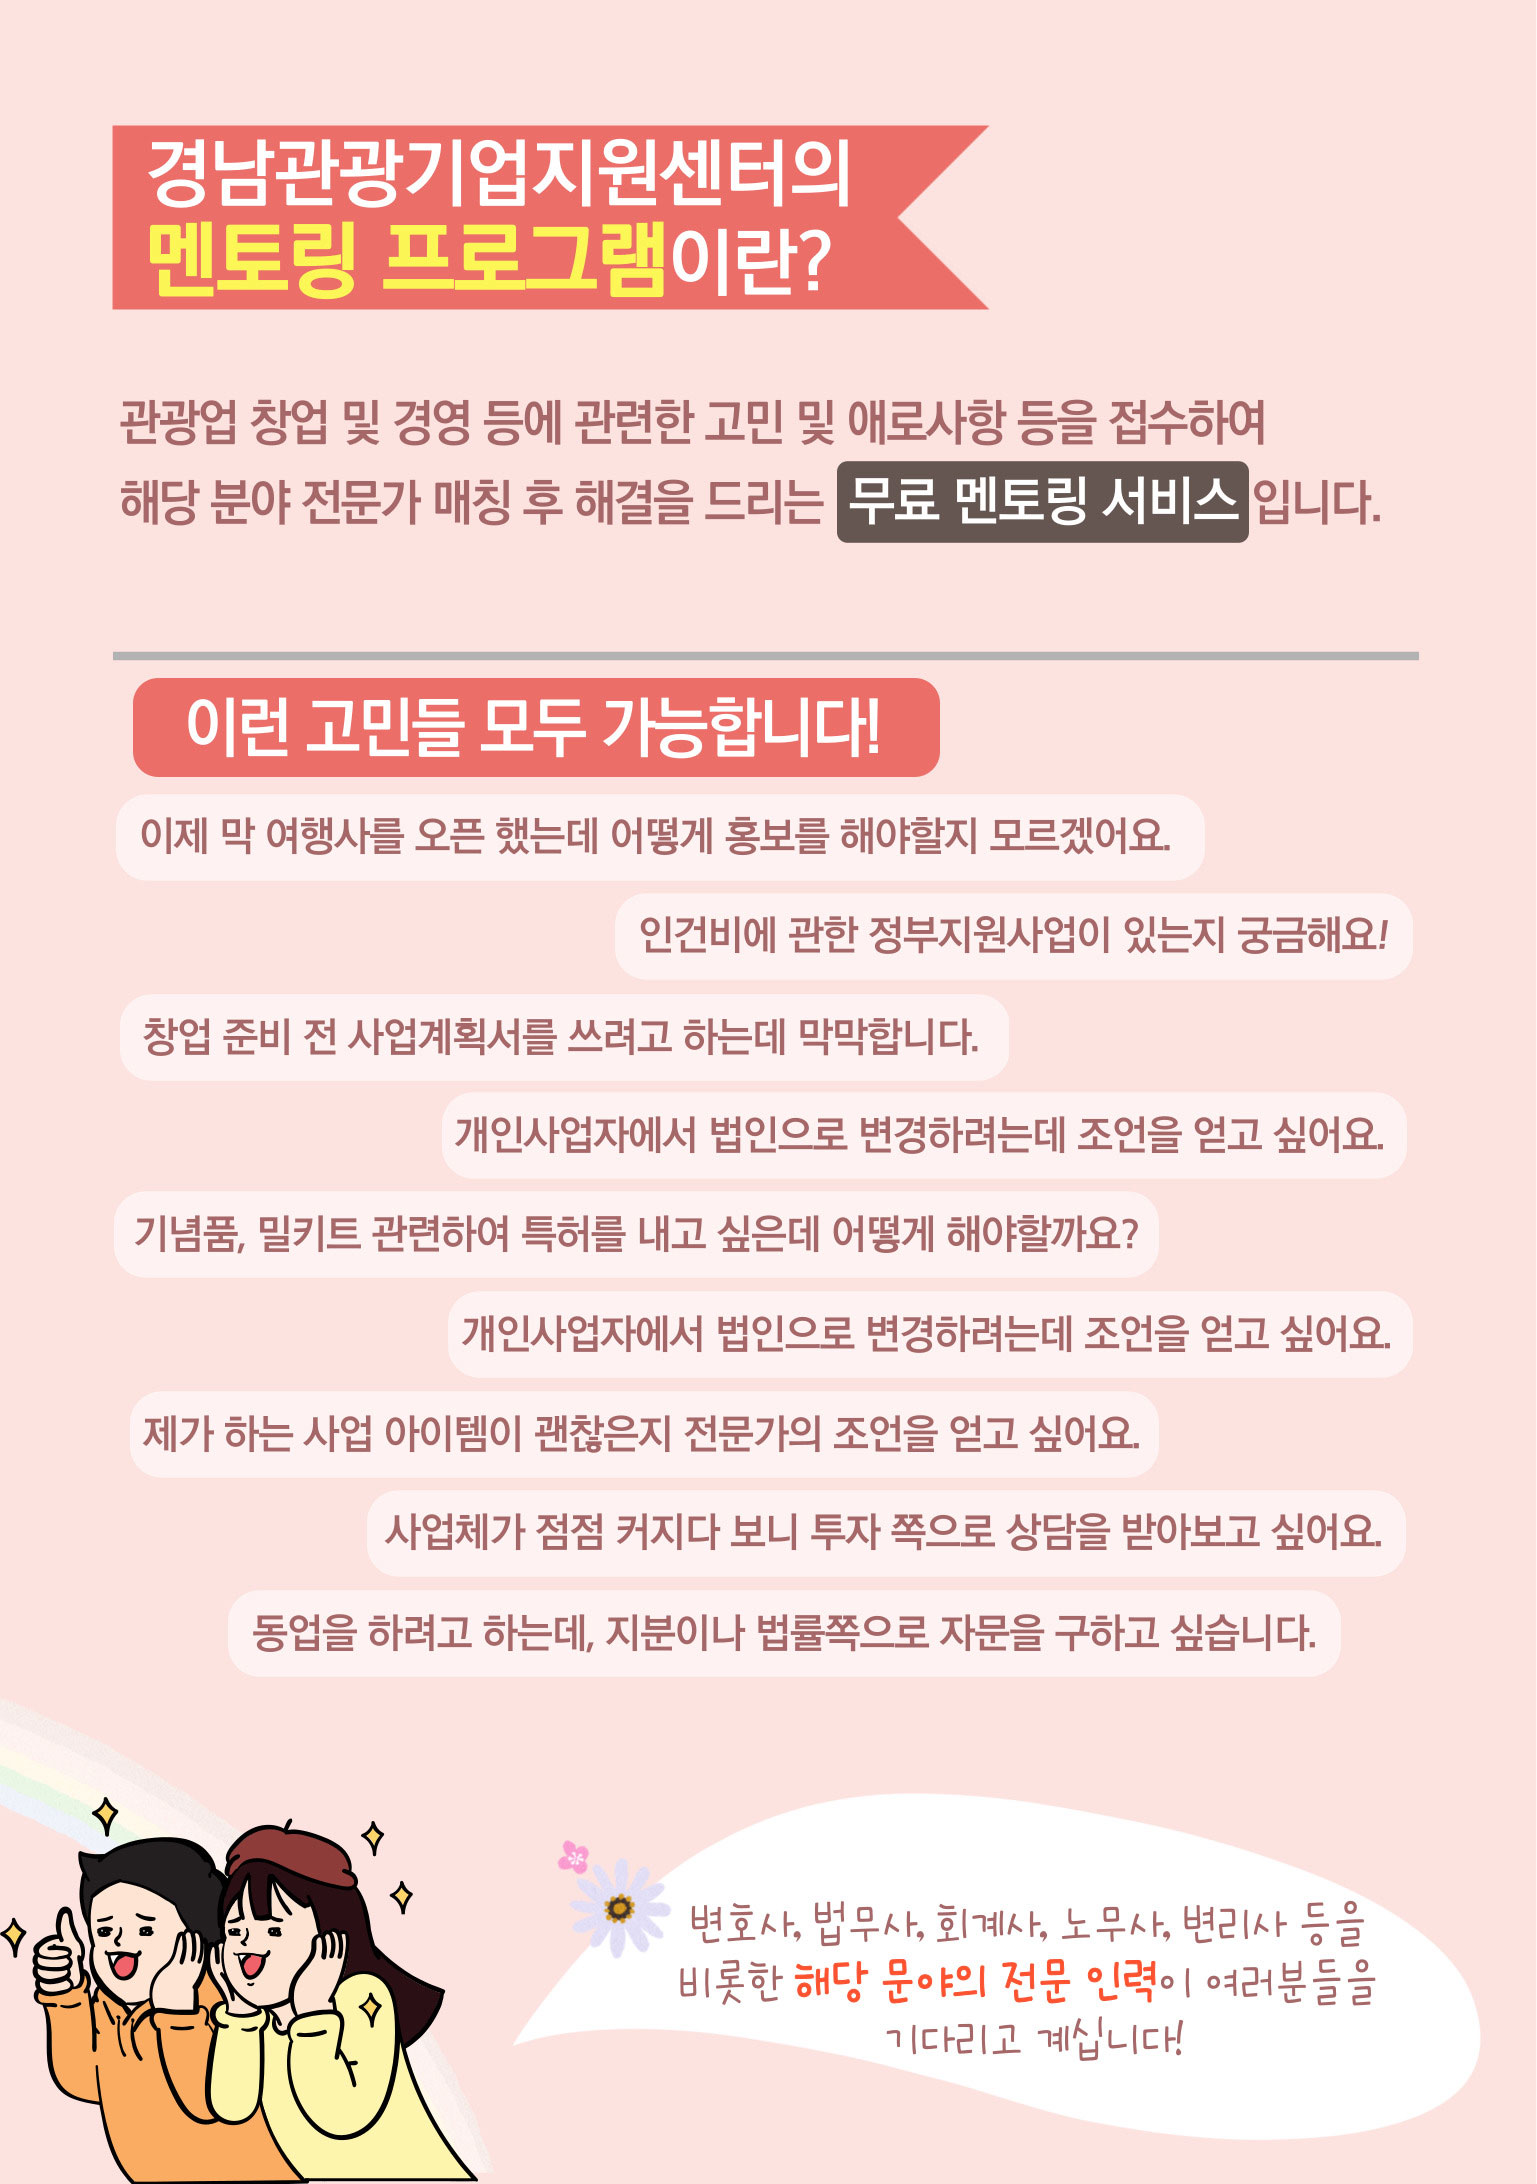 경남관광기업지원센터의
멘토링 프로그램이란?
관광업 창업 및 경영 등에 관련한 고민 및 애로사항 등을 접수하여
해당 분야 전문가 매칭 후 해결을 드리는 무료 멘토링 서비스입니다.
이런 고민들 모두 가능합니다!
이제 막 여행사를 오픈 했는데 어떻게 홍보를 해야할지 모르겠어요.
인건비에 관한 정부지원사업이 있는지 궁금해요!
창업 준비 전 사업계획서를 쓰려고 하는데 막막합니다.
개인사업자에서 법인으로 변경하려는데 조언을 얻고 싶어요.
기념품, 밀키트 관련하여 특허를 내고 싶은데 어떻게 해야할까요?
개인사업자에서 법인으로 변경하려는데 조언을 얻고 싶어요.
제가 하는 사업 아이템이 괜찮은지 전문가의 조언을 얻고 싶어요.
사업체가 점점 커지다 보니 투자 쪽으로 상담을 받아보고 싶어요.
동업을 하려고 하는데, 지분이나 법률쪽으로 자문을 구하고 싶습니다.
변호사, 법무사, 회계사, 노무사, 변리사 등을
비롯한 해당 분야의 전문 인력이 여러분들을
기다리고 계십니다!